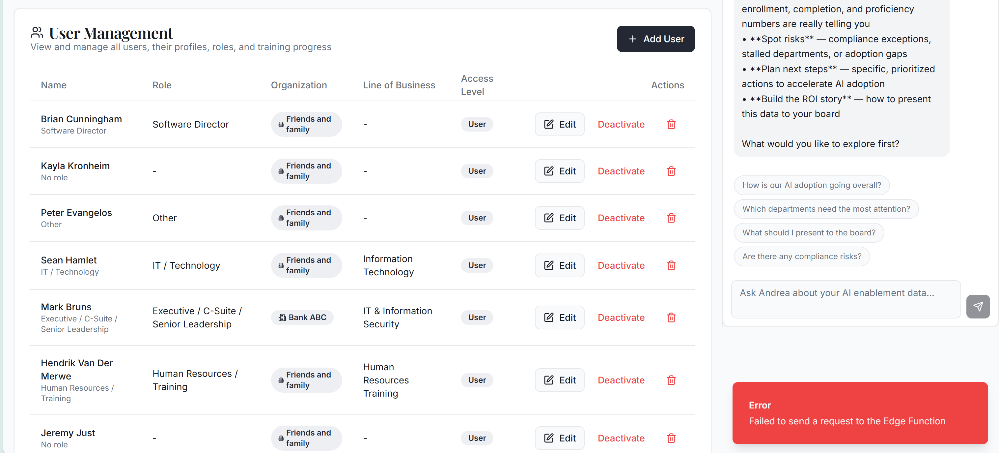 User Management
View and manage all users, their profiles, roles, and training progress
Add User
Name
Role
Organization
Line of Business
Access
Level
Actions
Brian Cunningham
Software Director
Software Director
Friends and
family
-
User
Edit
Deactivate
Kayla Kronheim
No role
-
Friends and
family
-
User
Edit
Deactivate
Peter Evangelos
Other
Other
Friends and
family
-
User
Edit
Deactivate
Sean Hamlet
IT / Technology
IT / Technology
Friends and
family
Information
Technology
User
Edit
Deactivate
Mark Bruns
Executive / C-Suite /
Senior Leadership
Executive / C-Suite /
Senior Leadership
Bank ABC
IT & Information
Security
User
Edit
Deactivate
Hendrik Van Der
Merwe
Human Resources /
Training
Human Resources /
Training
Friends and
family
Human
Resources
Training
User
Edit
Deactivate
Jeremy Just
No role
-
Friends and
family
-
User
Edit
Deactivate
enrollment, completion, and proficiency
numbers are really telling you
• **Spot risks** — compliance exceptions,
stalled departments, or adoption gaps
• **Plan next steps** — specific, prioritized
actions to accelerate AI adoption
• **Build the ROI story** — how to present
this data to your board
What would you like to explore first?
How is our AI adoption going overall?
Which departments need the most attention?
What should I present to the board?
Are there any compliance risks?
Ask Andrea about your AI enablement data...
Error
Failed to send a request to the Edge Function